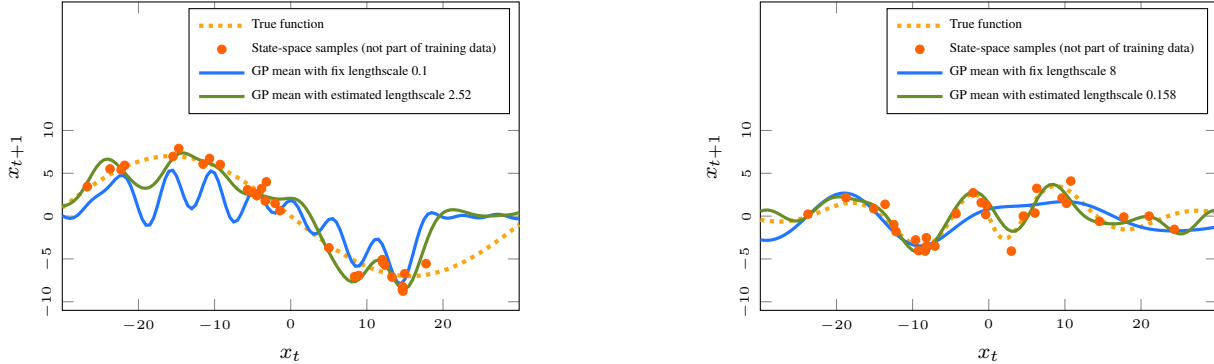 True function
State-space samples (not part of training data)
GP mean with fix lengthscale 0.1
GP mean with estimated lengthscale 2.52
10
5
0
−5
−10
x_{t+1}
−20 −10 0 10 20
x_t
True function
State-space samples (not part of training data)
GP mean with fix lengthscale 8
GP mean with estimated lengthscale 0.158
10
5
0
−5
−10
x_{t+1}
−20 −10 0 10 20
x_t